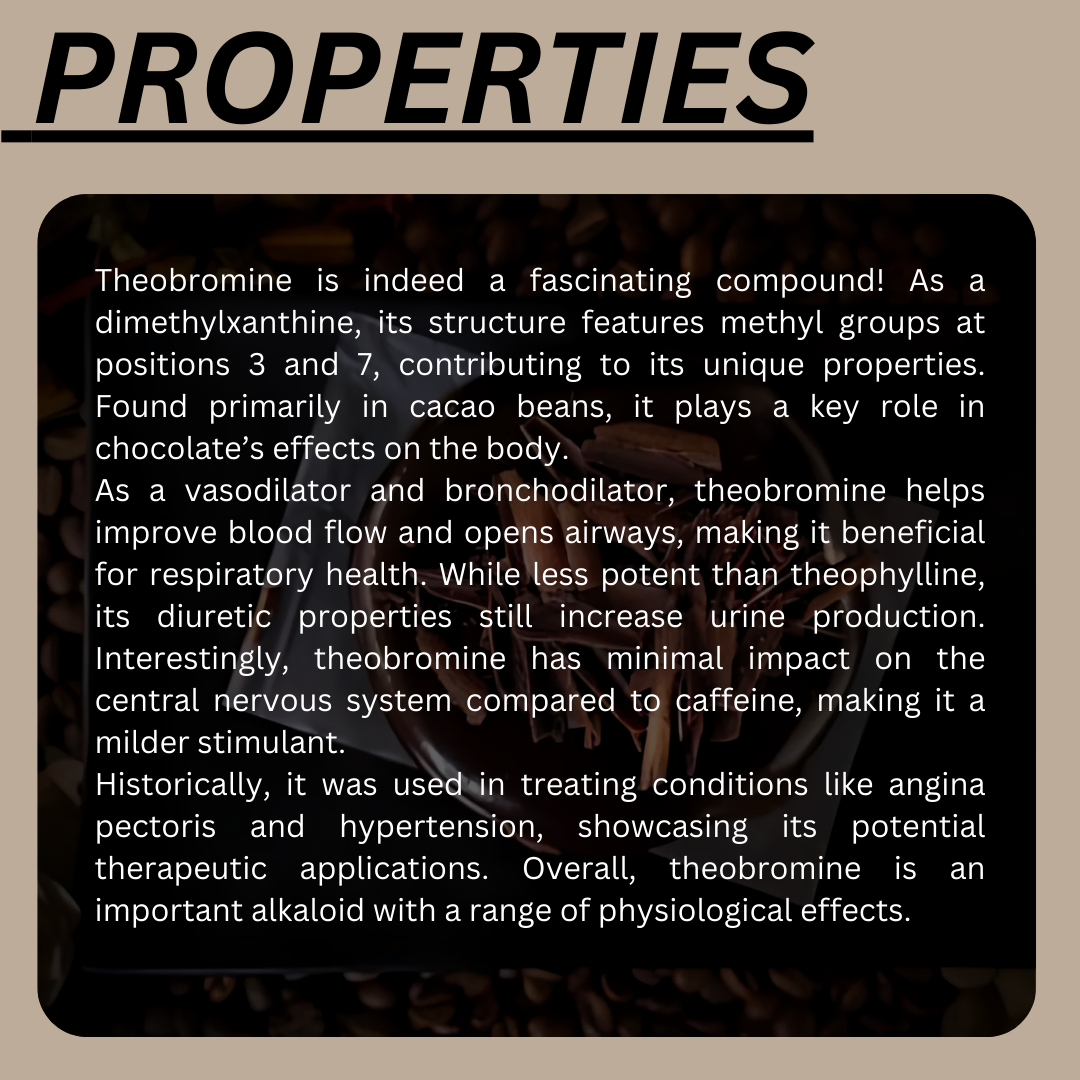 PROPERTIES
Theobromine is indeed a fascinating compound! As a
dimethylxanthine, its structure features methyl groups at
positions 3 and 7, contributing to its unique properties.
Found primarily in cacao beans, it plays a key role in
chocolate’s effects on the body.
As a vasodilator and bronchodilator, theobromine helps
improve blood flow and opens airways, making it beneficial
for respiratory health. While less potent than theophylline,
its diuretic properties still increase urine production.
Interestingly, theobromine has minimal impact on the
central nervous system compared to caffeine, making it a
milder stimulant.
Historically, it was used in treating conditions like angina
pectoris and hypertension, showcasing its potential
therapeutic applications. Overall, theobromine is an
important alkaloid with a range of physiological effects.